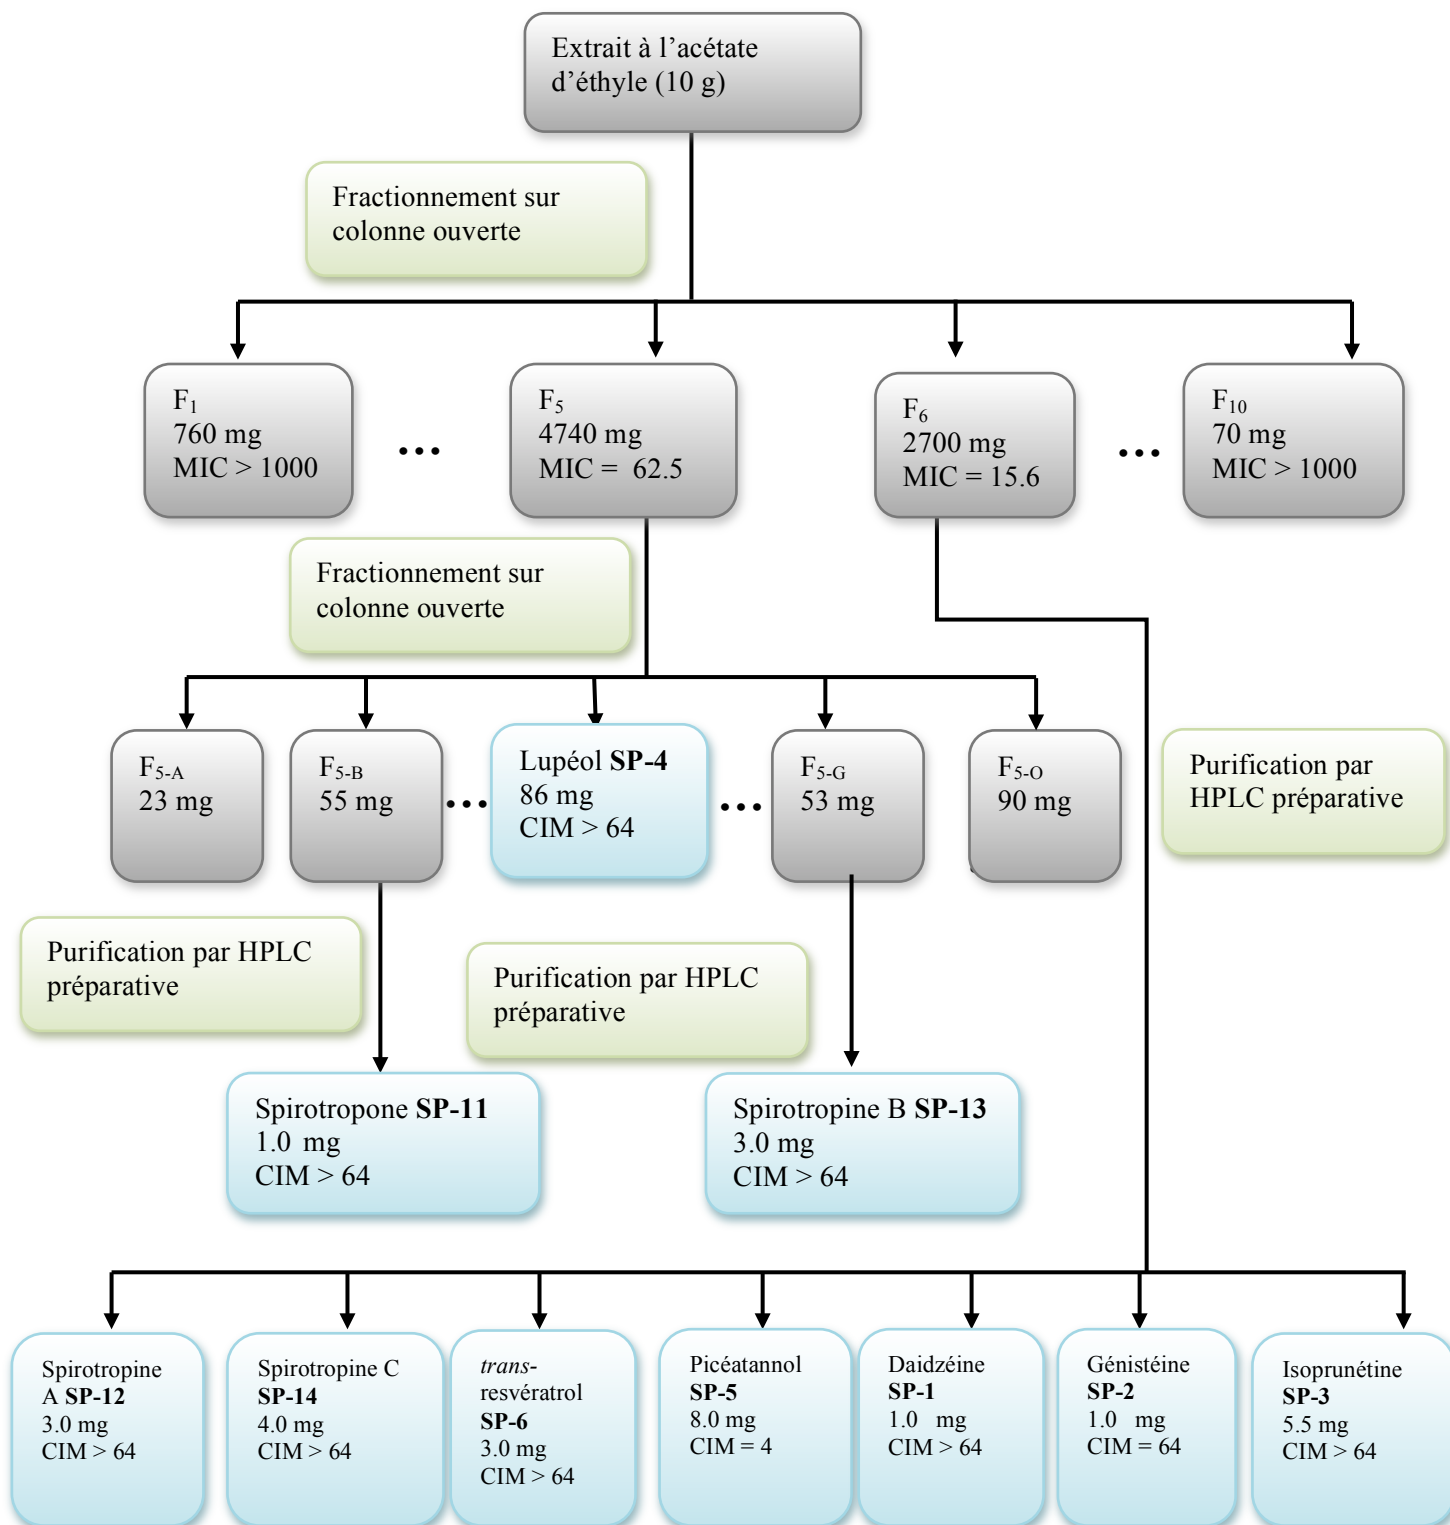 Extrait à l’acétate
d’éthyle (10 g)
Fractionnement sur
colonne ouverte
F1
760 mg
MIC > 1000
...
F5
4740 mg
MIC = 62.5
F6
2700 mg
MIC = 15.6
...
F10
70 mg
MIC > 1000
Fractionnement sur
colonne ouverte
F5-A
23 mg
F5-B
55 mg
...
Lupéol SP-4
86 mg
CIM > 64
...
F5-G
53 mg
F5-O
90 mg
Purification par
HPLC préparative
Purification par HPLC
préparative
Purification par HPLC
préparative
Spirotropone SP-11
1.0 mg
CIM > 64
Spirotropine B SP-13
3.0 mg
CIM > 64
Spirotropine
A SP-12
3.0 mg
CIM > 64
Spirotropine C
SP-14
4.0 mg
CIM > 64
trans-
resvératrol
SP-6
3.0 mg
CIM > 64
Picéatannol
SP-5
8.0 mg
CIM = 4
Daidzéine
SP-1
1.0 mg
CIM > 64
Génistéine
SP-2
1.0 mg
CIM = 64
Isoprunétine
SP-3
5.5 mg
CIM > 64